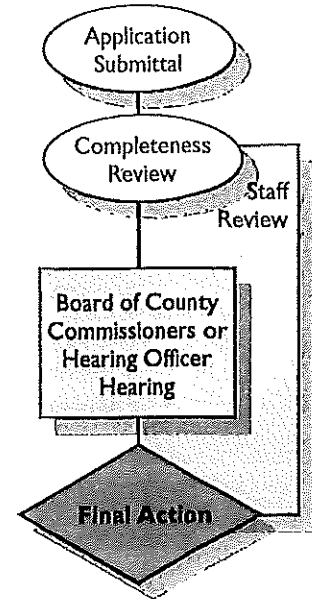 Application
Submittal
Completeness
Review
Staff
Review
Board of County
Commissioners or
Hearing Officer
Hearing
Final Action